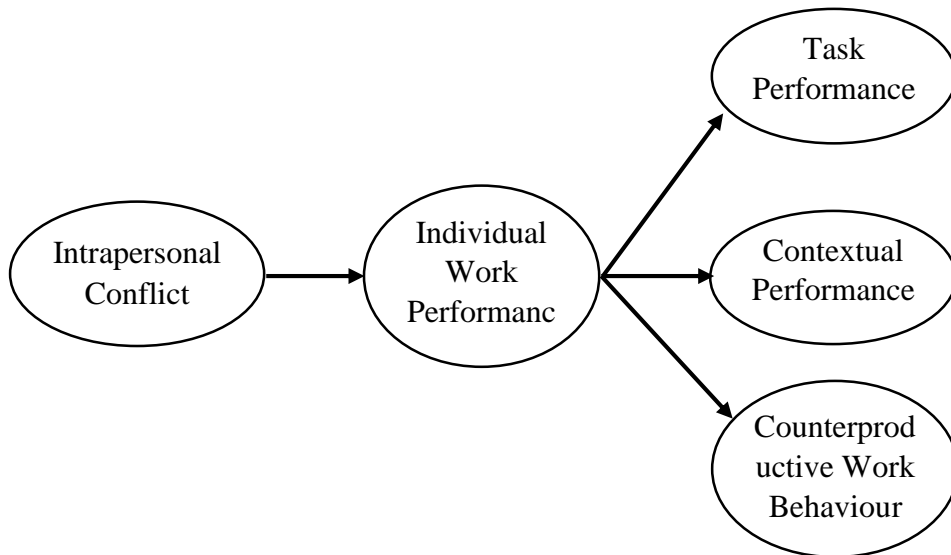 Task
Performance
Intrapersonal
Conflict
Individual
Work
Performanc
Contextual
Performance
Counterprod
uctive Work
Behaviour